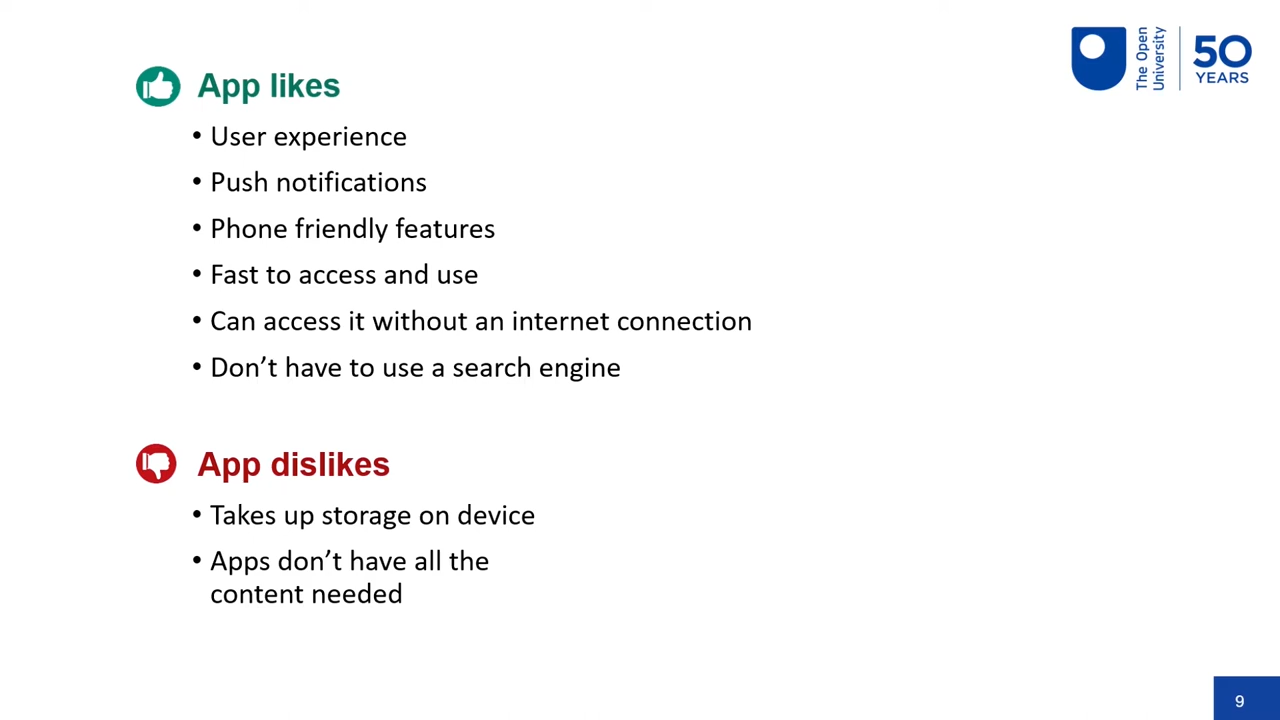 The Open
University
50
YEARS
App likes
• User experience
• Push notifications
• Phone friendly features
• Fast to access and use
• Can access it without an internet connection
• Don’t have to use a search engine
App dislikes
• Takes up storage on device
• Apps don’t have all the
content needed
9